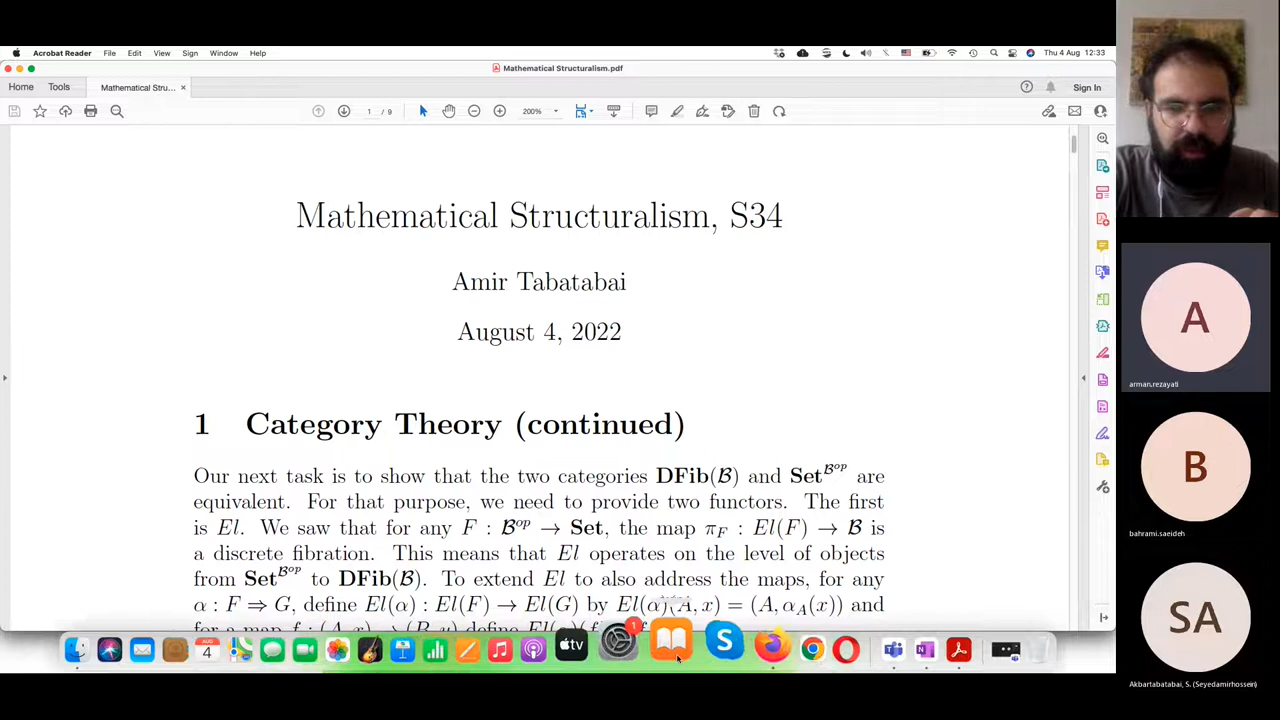 Acrobat Reader File Edit View Sign Window Help Thu 4 Aug 12:33
Mathematical Structuralism.pdf
Home Tools Mathematical Stru... × Sign In
1 / 9 200%
Mathematical Structuralism, S34
Amir Tabatabai
August 4, 2022
1 Category Theory (continued)
Our next task is to show that the two categories DFib(ℬ) and Set^{ℬ^{op}} are
equivalent. For that purpose, we need to provide two functors. The first
is El. We saw that for any F : ℬ^{op} → Set, the map π_F : El(F) → ℬ is
a discrete fibration. This means that El operates on the level of objects
from Set^{ℬ^{op}} to DFib(ℬ). To extend El to also address the maps, for any
α : F ⇒ G, define El(α) : El(F) → El(G) by El(α)(A, x) = (A, α_A(x)) and
AUG
4
1
tv
S
A
arman.rezayati
B
bahrami.saeideh
SA
Akbartabatabai, S. (Seyedamirhossein)